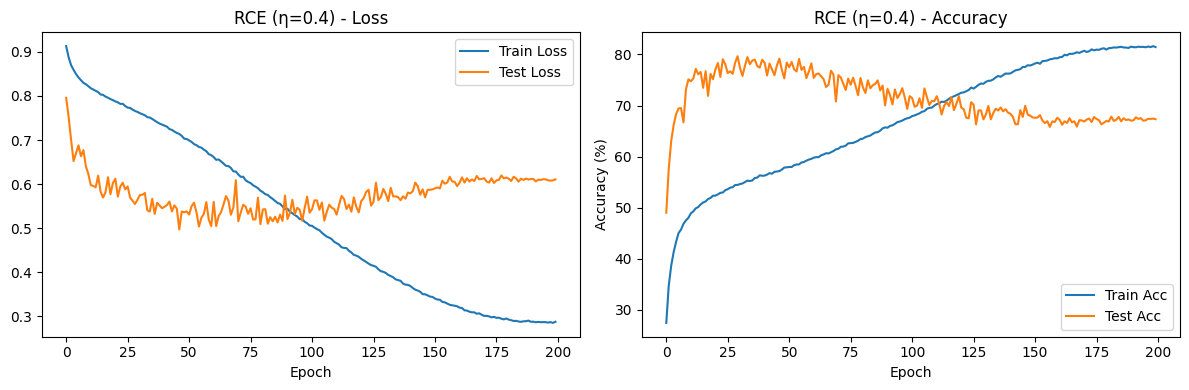 RCE (η=0.4) - Loss
0.9
0.8
0.7
0.6
0.5
0.4
0.3
Train Loss
Test Loss
0 25 50 75 100 125 150 175 200
Epoch
RCE (η=0.4) - Accuracy
Accuracy (%)
80
70
60
50
40
30
Train Acc
Test Acc
0 25 50 75 100 125 150 175 200
Epoch